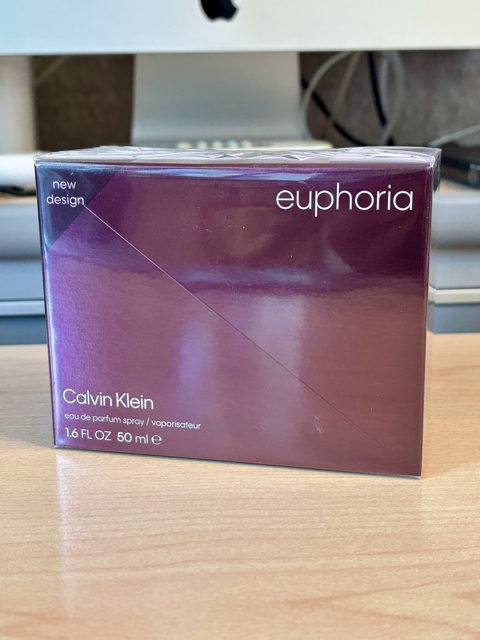 new
design
euphoria
Calvin Klein
eau de parfum spray / vaporisateur
1.6 FL OZ 50 ml ℮